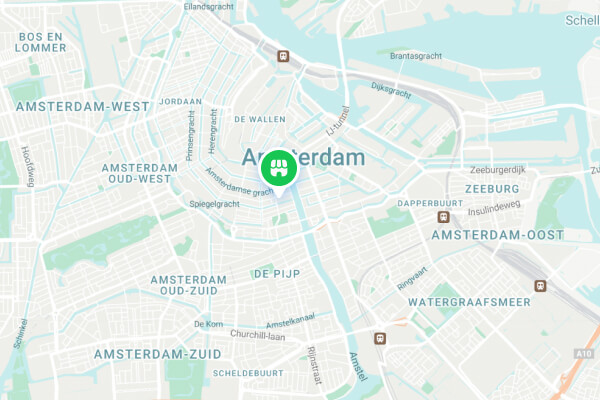 Eilandsgracht
BOS EN
LOMMER
Schell
Brantasgracht
Dijksgracht
AMSTERDAM-WEST
JORDAAN
DE WALLEN
IJ-tunnel
Prinsengracht
Herengracht
Hoofdweg
Amsterdam
AMSTERDAM
OUD-WEST
Zeeburgerdijk
Zu
ZEEBURG
Amsterdamse grach
Spiegelgracht
DAPPERBUURT
Insulindeweg
AMSTERDAM-OOST
DE PIJP
AMSTERDAM
OUD-ZUID
Ringvaart
WATERGRAAFSMEER
Schinkel
De Korn
Amstelkanaal
Churchill-laan
AMSTERDAM-ZUID
Rijnstraat
Amstel
A10
SCHELDEBUURT